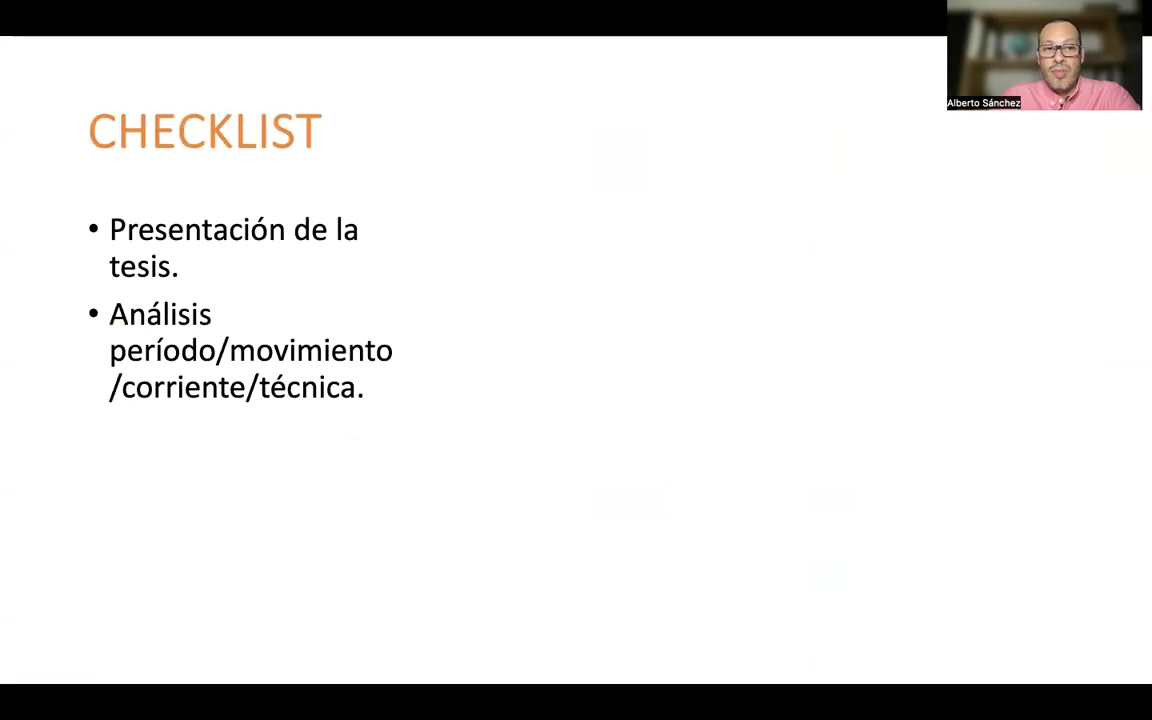 Alberto Sánchez
CHECKLIST
• Presentación de la
tesis.
• Análisis
período/movimiento
/corriente/técnica.